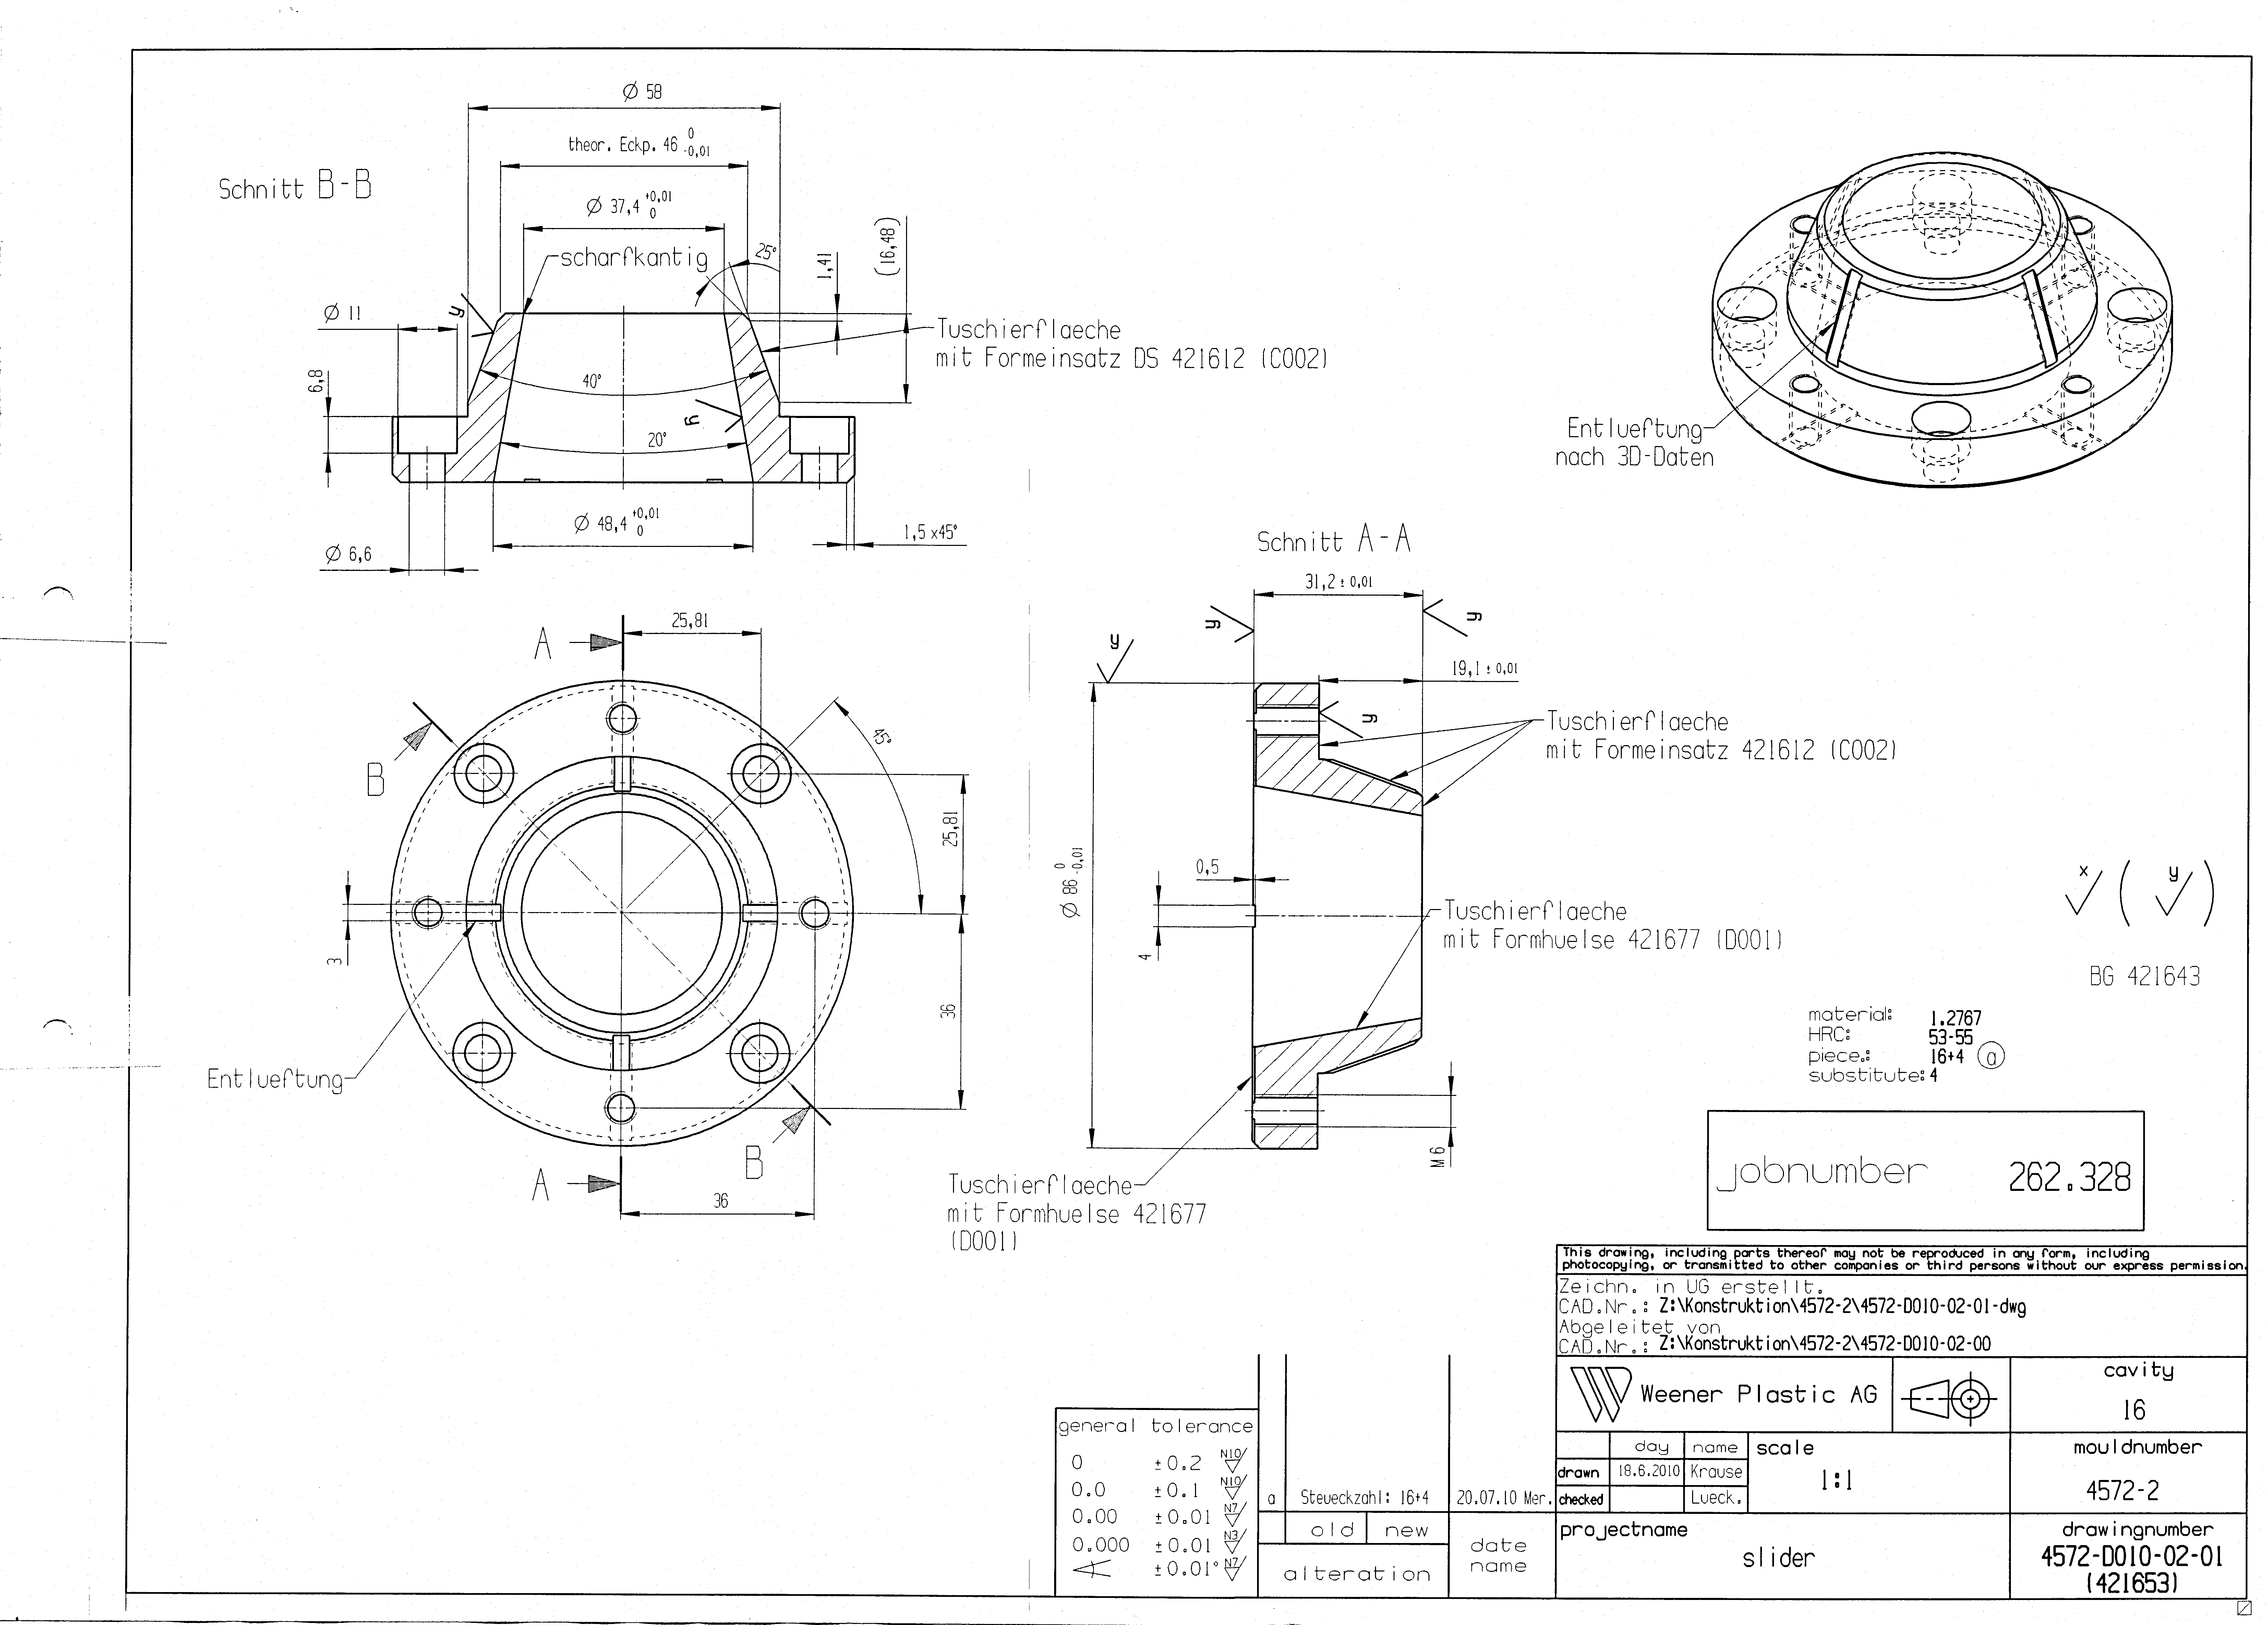 Ø 58
theor. Eckp. 46 0 -0,01
Schnitt B-B
Ø 37,4 +0,01 0
scharfkantig
25°
1,41
(16,48)
Ø 11
y
Tuschierflaeche
mit Formeinsatz DS 421612 (C002)
6,8
40°
y
20°
Ø 48,4 +0,01 0
1,5 x45°
Ø 6,6
Entlueftung
nach 3D-Daten
Schnitt A-A
31,2 ± 0,01
y
y
y
19,1 ± 0,01
y
A
25,81
45°
B
25,81
3
36
Entlueftung
B
A
36
Tuschierflaeche
mit Formeinsatz 421612 (C002)
0,5
Ø 86 0 -0,01
4
Tuschierflaeche
mit Formhuelse 421677 (D001)
M6
Tuschierflaeche
mit Formhuelse 421677
(D001)
x ( y )
BG 421643
material: 1.2767
HRC: 53-55
piece.: 16+4 a
substitute: 4
jobnumber 262.328
This drawing, including parts thereof may not be reproduced in any form, including
photocopying, or transmitted to other companies or third persons without our express permission.
Zeichn. in UG erstellt.
CAD.Nr.: Z:\Konstruktion\4572-2\4572-D010-02-01-dwg
Abgeleitet von
CAD.Nr.: Z:\Konstruktion\4572-2\4572-D010-02-00
Weener Plastic AG
cavity
16
day name
drawn 18.6.2010 Krause
checked Lueck.
scale
1:1
mouldnumber
4572-2
projectname
slider
drawingnumber
4572-D010-02-01
(421653)
general tolerance
0 ±0.2 N10
0.0 ±0.1 N10
0.00 ±0.01 N7
0.000 ±0.01 N3
±0.01° N7
a Steueckzahl: 16+4 20.07.10 Mer.
old new
alteration
date
name